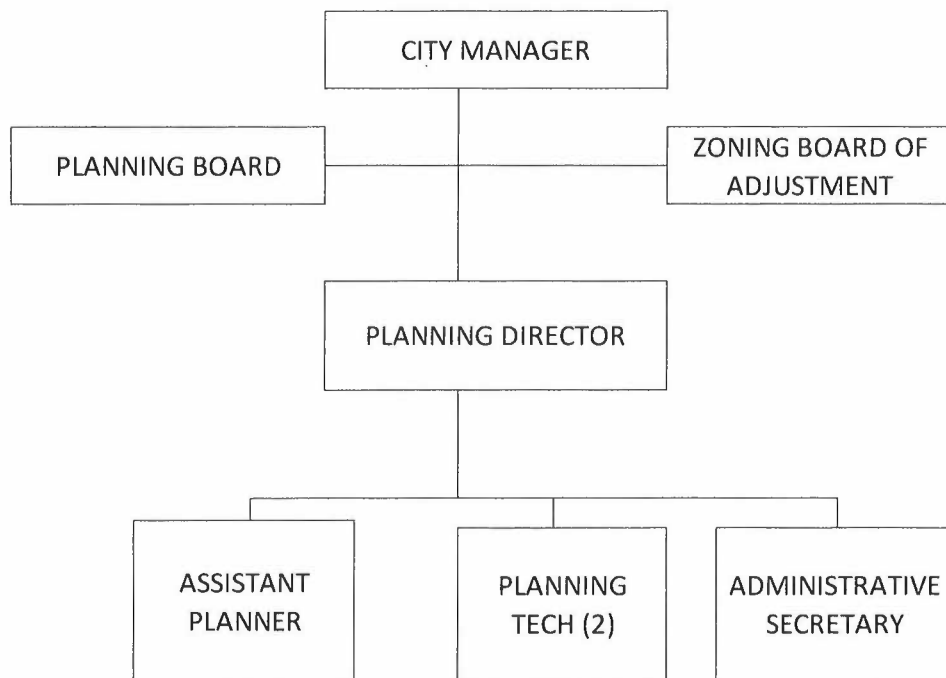 CITY MANAGER
PLANNING BOARD
ZONING BOARD OF
ADJUSTMENT
PLANNING DIRECTOR
ASSISTANT
PLANNER
PLANNING
TECH (2)
ADMINISTRATIVE
SECRETARY